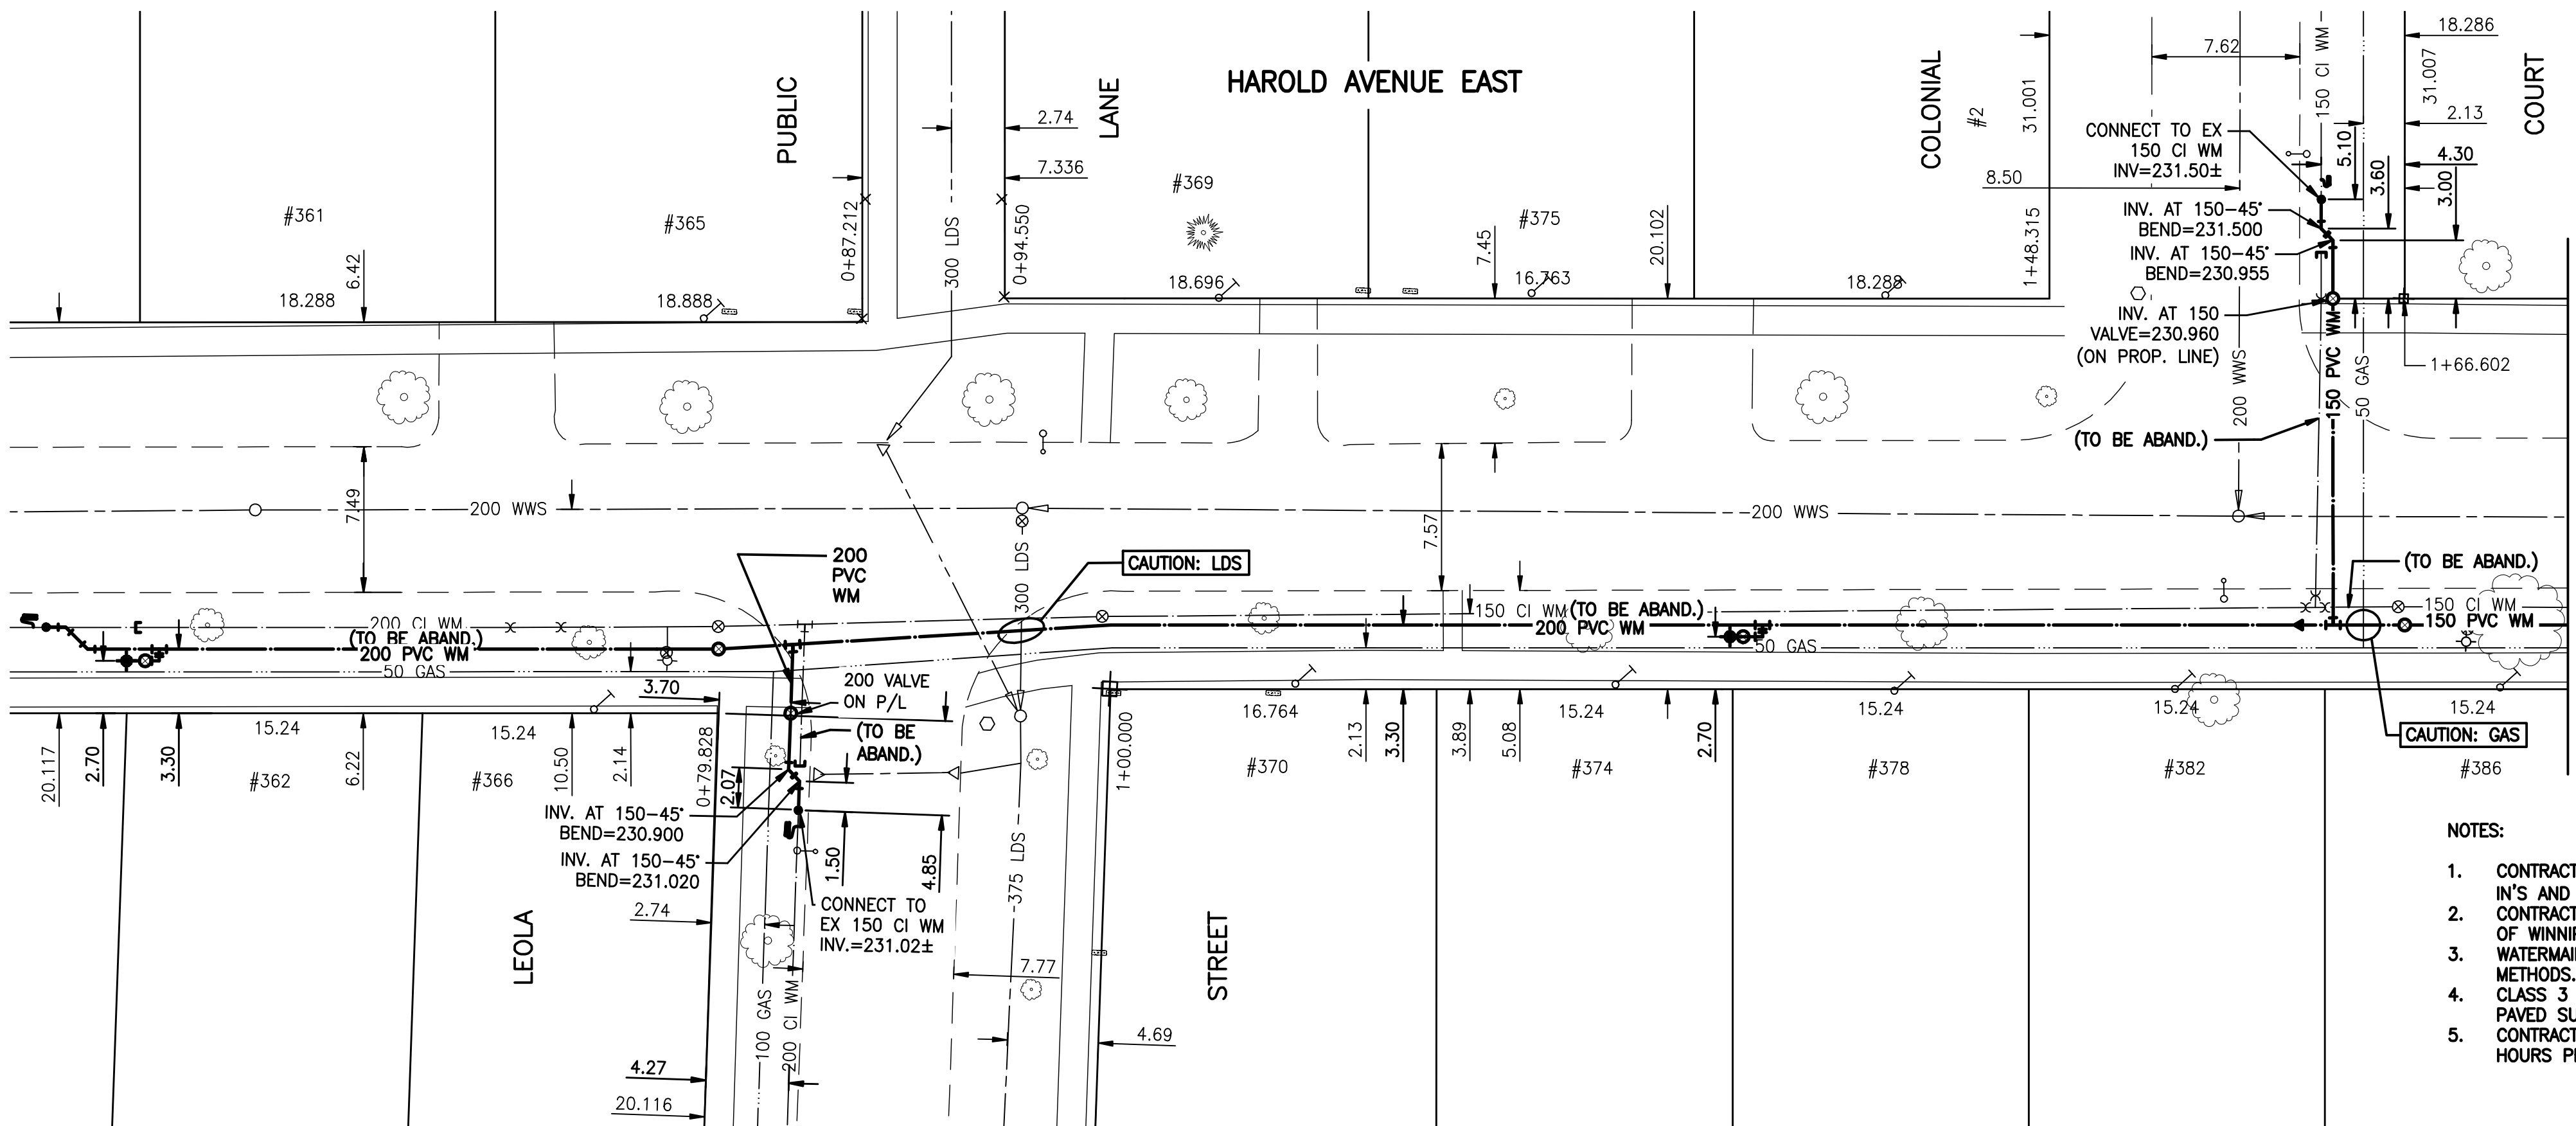 HAROLD AVENUE EAST
PUBLIC
LANE
COLONIAL
COURT
#361
#365
#369
#375
#2
6.42
18.288
18.888
0+87.212
300 LDS
2.74
7.336
0+94.550
18.696
7.45
16.763
20.102
18.288
31.001
1+48.315
8.50
7.62
150 CI WM
18.286
31.007
2.13
4.30
5.10
3.60
3.00
CONNECT TO EX
150 CI WM
INV=231.50±
INV. AT 150-45°
BEND=231.500
INV. AT 150-45°
BEND=230.955
INV. AT 150
VALVE=230.960
(ON PROP. LINE)
200 WWS
150 PVC WM
50 GAS
1+66.602
(TO BE ABAND.)
7.49
200 WWS
200 WWS
7.57
200
PVC
WM
300 LDS
CAUTION: LDS
(TO BE ABAND.)
200 CI WM
(TO BE ABAND.)
200 PVC WM
50 GAS
150 CI WM (TO BE ABAND.)
200 PVC WM
50 GAS
150 CI WM
150 PVC WM
CAUTION: GAS
3.70
200 VALVE
ON P/L
(TO BE
ABAND.)
20.117
2.70
3.30
15.24
#362
6.22
15.24
#366
10.50
2.14
0+79.828
2.07
INV. AT 150-45°
BEND=230.900
INV. AT 150-45°
BEND=231.020
1.50
4.85
CONNECT TO
EX 150 CI WM
INV.=231.02±
375 LDS
1+00.000
16.764
#370
2.13
3.30
3.89
5.08
15.24
#374
2.70
15.24
#378
15.24
#382
15.24
#386
LEOLA
STREET
2.74
4.27
20.116
100 GAS
200 CI WM
7.77
4.69
NOTES:
1. CONTRACT
IN'S AND
2. CONTRACT
OF WINNI
3. WATERMAI
METHODS.
4. CLASS 3
PAVED SU
5. CONTRACT
HOURS P